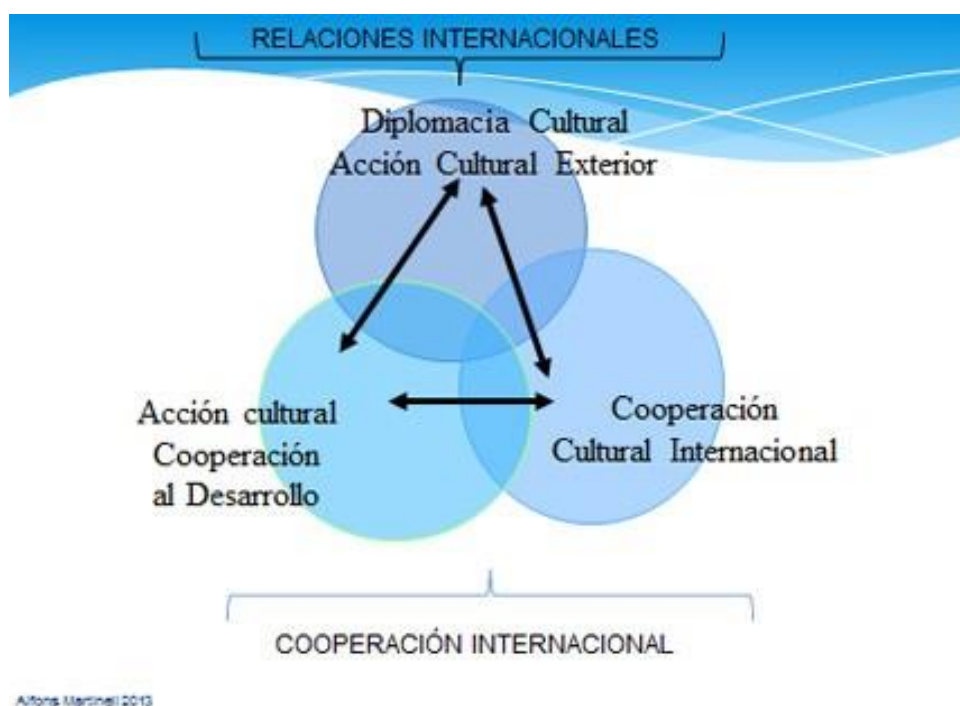 RELACIONES INTERNACIONALES
Diplomacia Cultural
Acción Cultural Exterior
Acción cultural
Cooperación
al Desarrollo
Cooperación
Cultural Internacional
COOPERACIÓN INTERNACIONAL
Alfons Martinell 2013